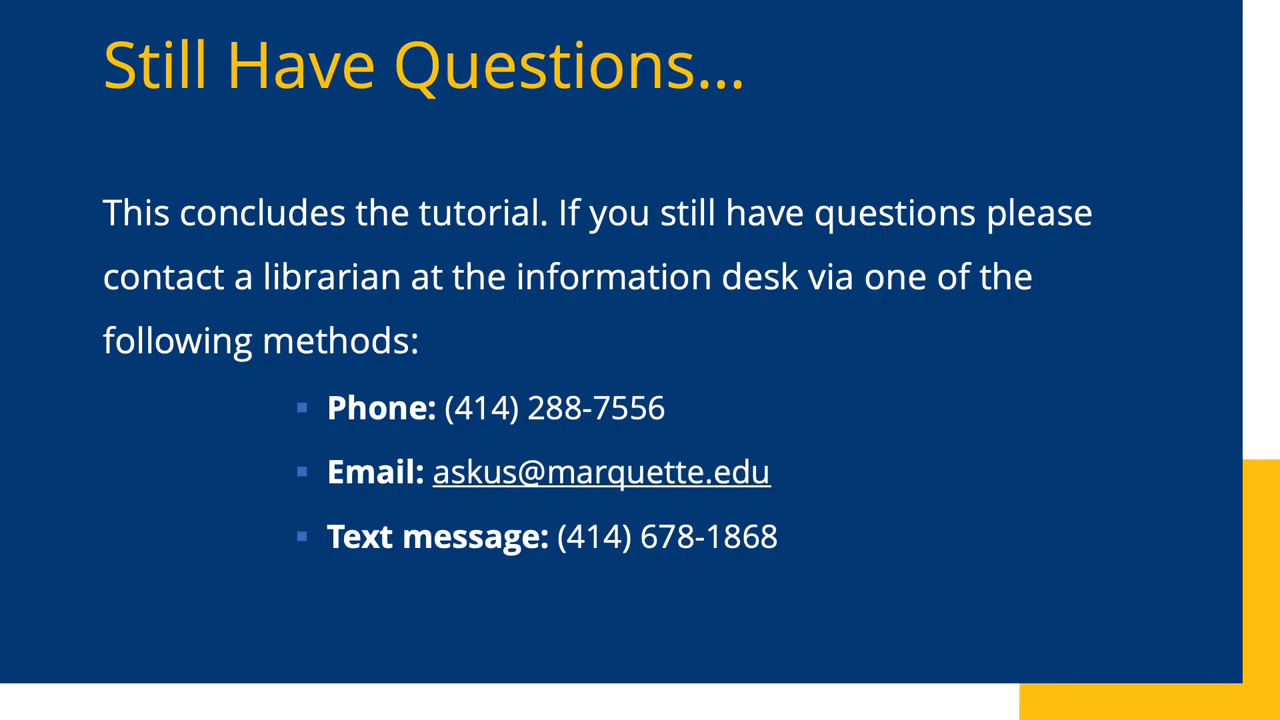 Still Have Questions...
This concludes the tutorial. If you still have questions please
contact a librarian at the information desk via one of the
following methods:
▪ Phone: (414) 288-7556
▪ Email: askus@marquette.edu
▪ Text message: (414) 678-1868